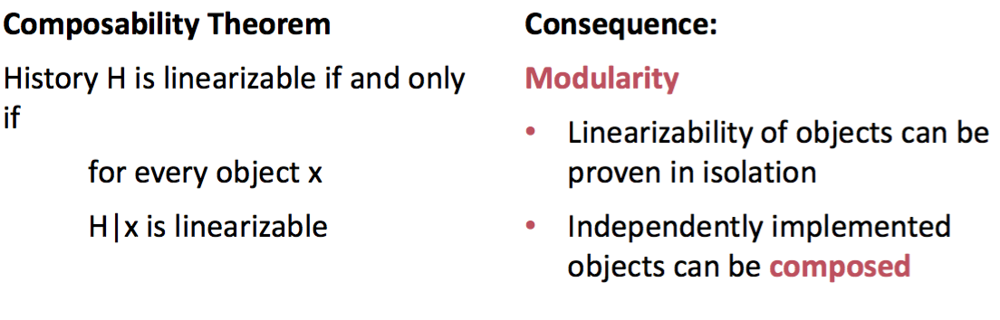 Composability Theorem
History H is linearizable if and only
if
for every object x
H|x is linearizable
Consequence:
Modularity
• Linearizability of objects can be
proven in isolation
• Independently implemented
objects can be composed